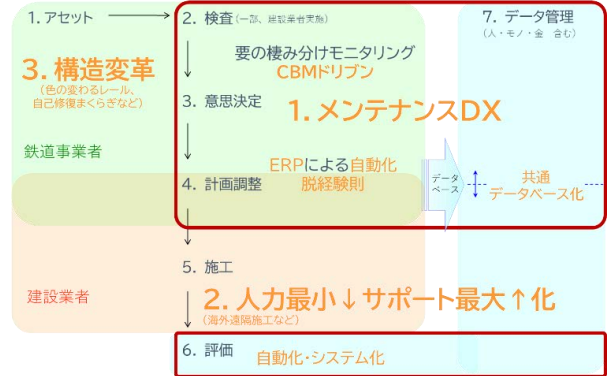 1. アセット
2. 検査(一部、建設業者実施)
7. データ管理
(人・モノ・金　含む)
要の棲み分けモニタリング
CBMドリブン
3. 構造変革
(色の変わるレール、
自己修復まくらぎなど)
3. 意思決定
1. メンテナンスDX
鉄道事業者
ERPによる自動化
4. 計画調整
脱経験則
データ
ベース
共通
データベース化
5. 施工
建設業者
2. 人力最小↓サポート最大↑化
(海外遠隔施工など)
6. 評価
自動化・システム化